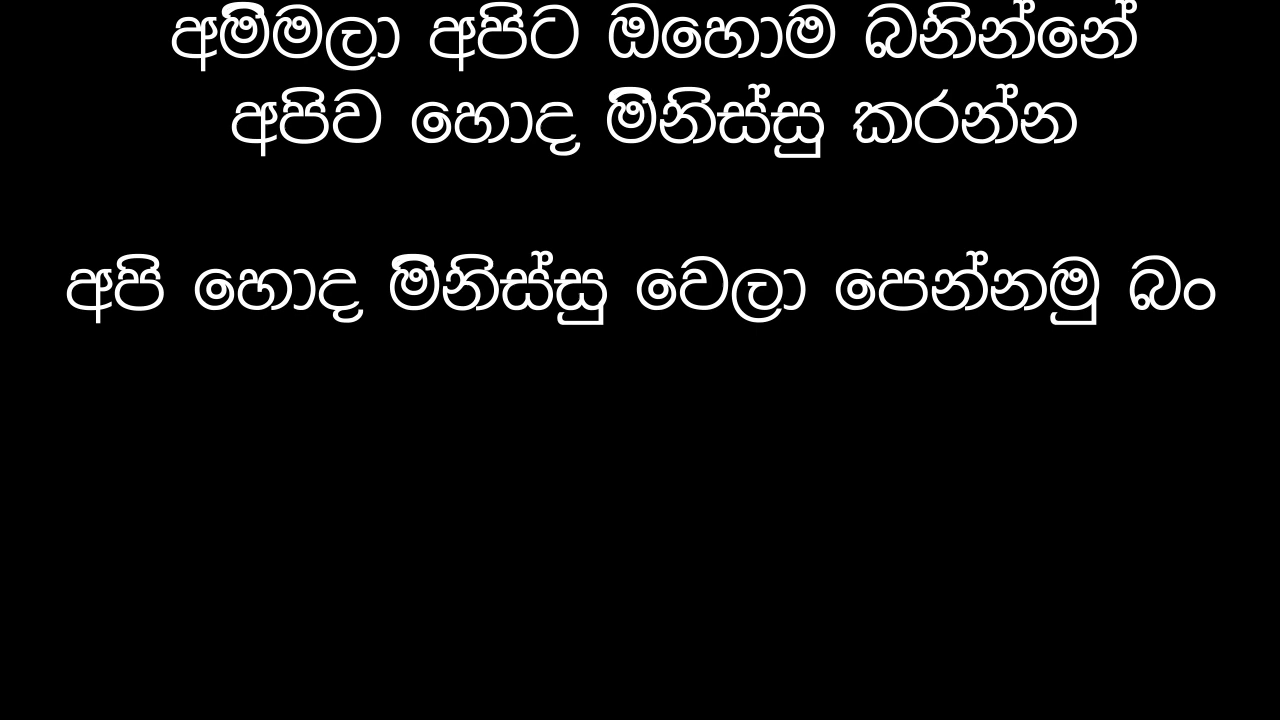 අම්මලා අපිට ඔහොම බනින්නේ
අපිව හොද මිනිස්සු කරන්න
අපි හොද මිනිස්සු වෙලා පෙන්නමු බං